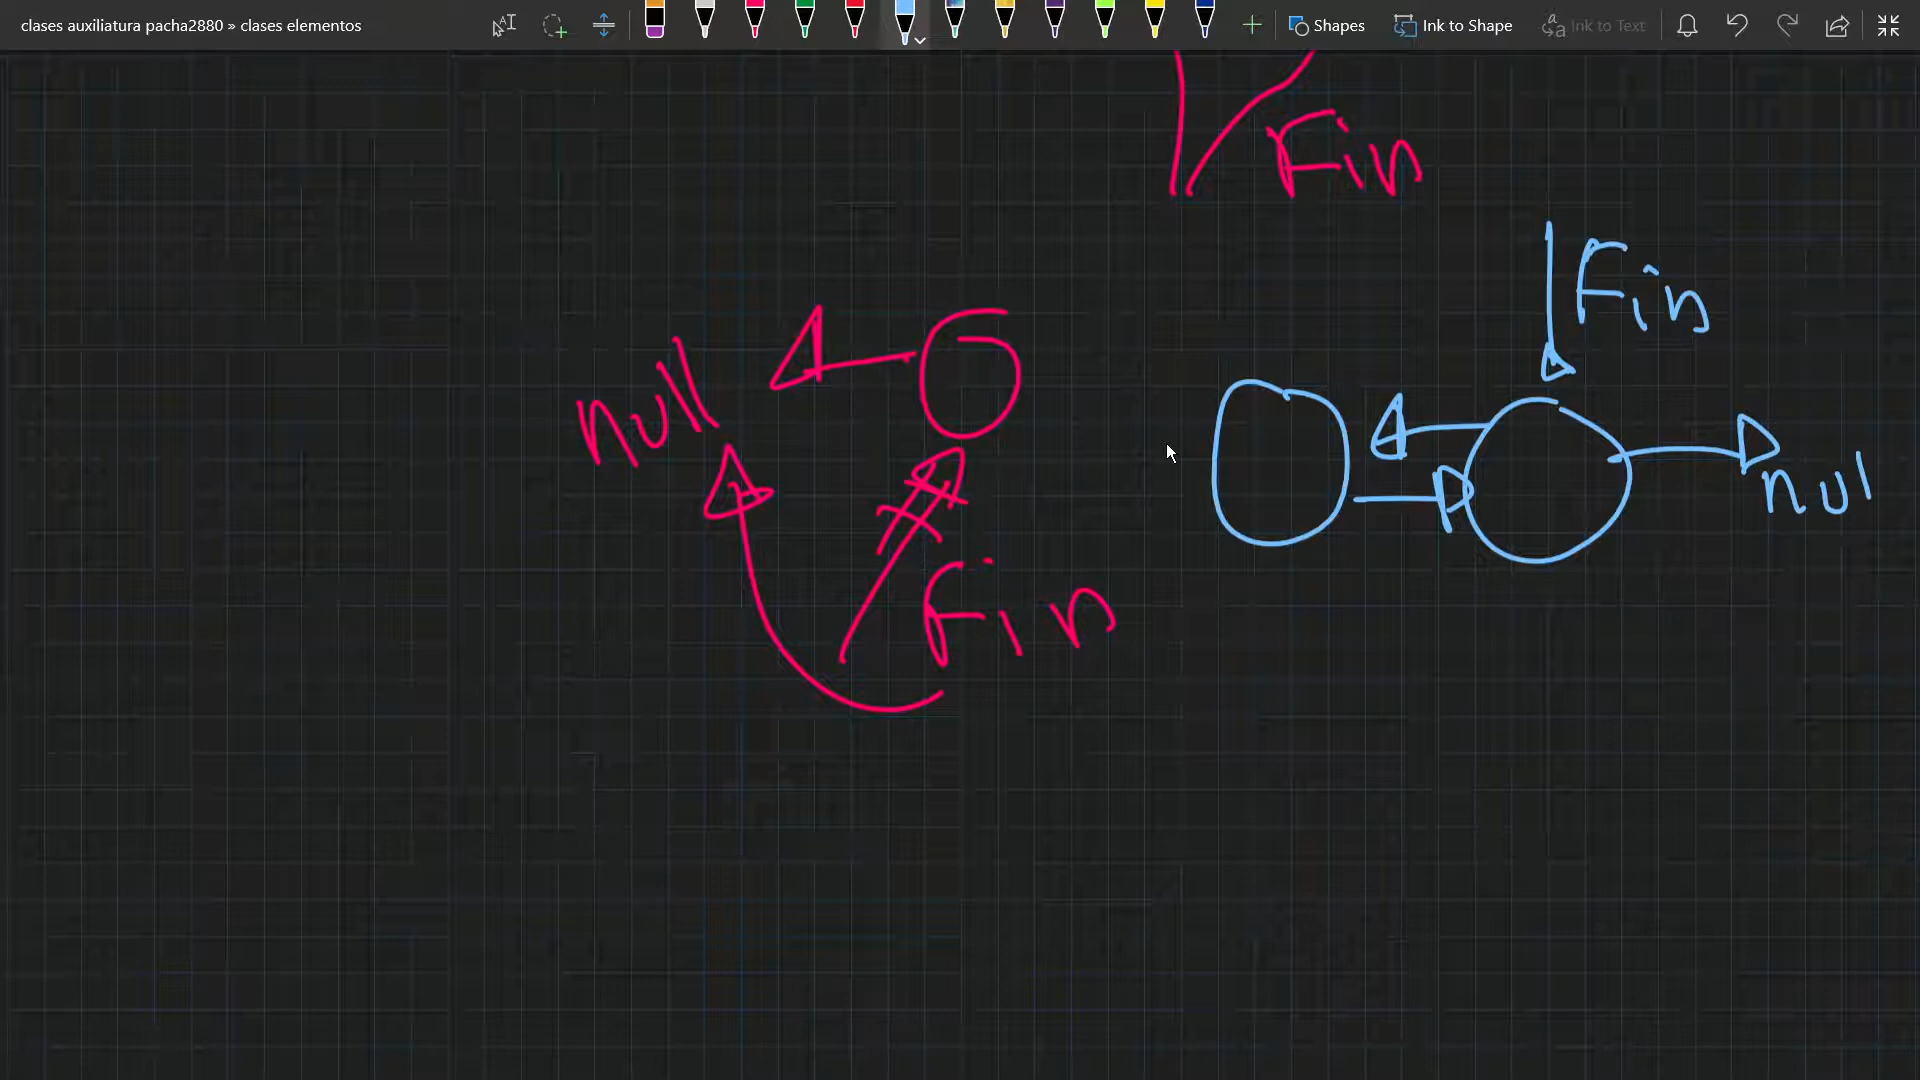 clases auxiliatura pacha2880 » clases elementos
Shapes
Ink to Shape
Ink to Text
Fin
Fin
null
nul
Fin